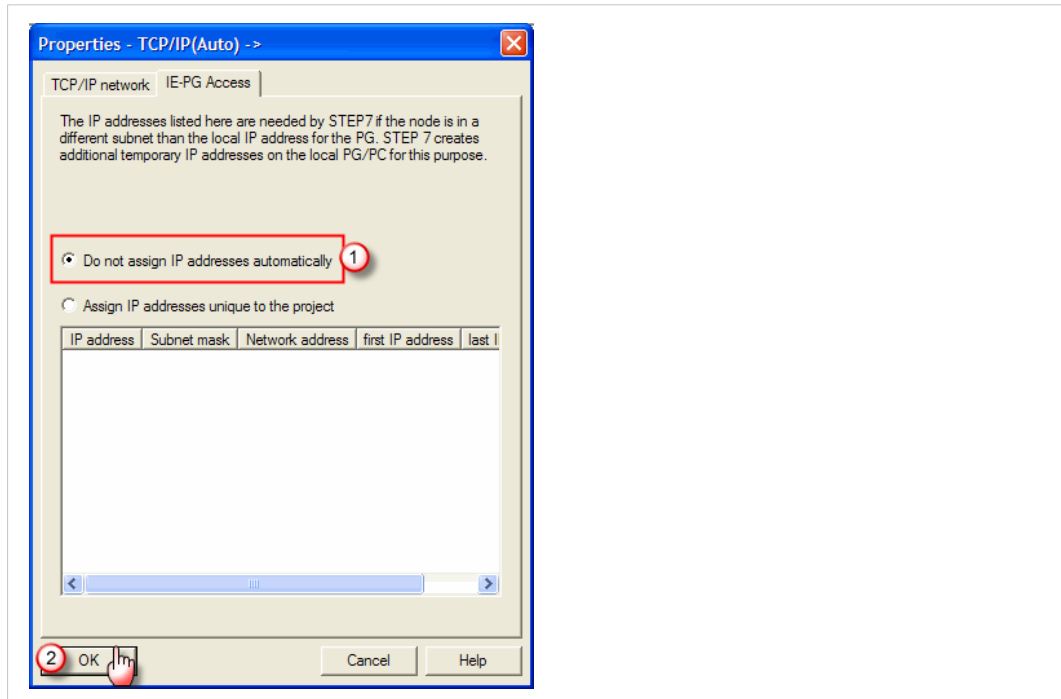 Properties - TCP/IP(Auto) ->
TCP/IP network IE-PG Access
The IP addresses listed here are needed by STEP7 if the node is in a
different subnet than the local IP address for the PG. STEP 7 creates
additional temporary IP addresses on the local PG/PC for this purpose.
Do not assign IP addresses automatically 1
Assign IP addresses unique to the project
IP address Subnet mask Network address first IP address last I
2 OK Cancel Help